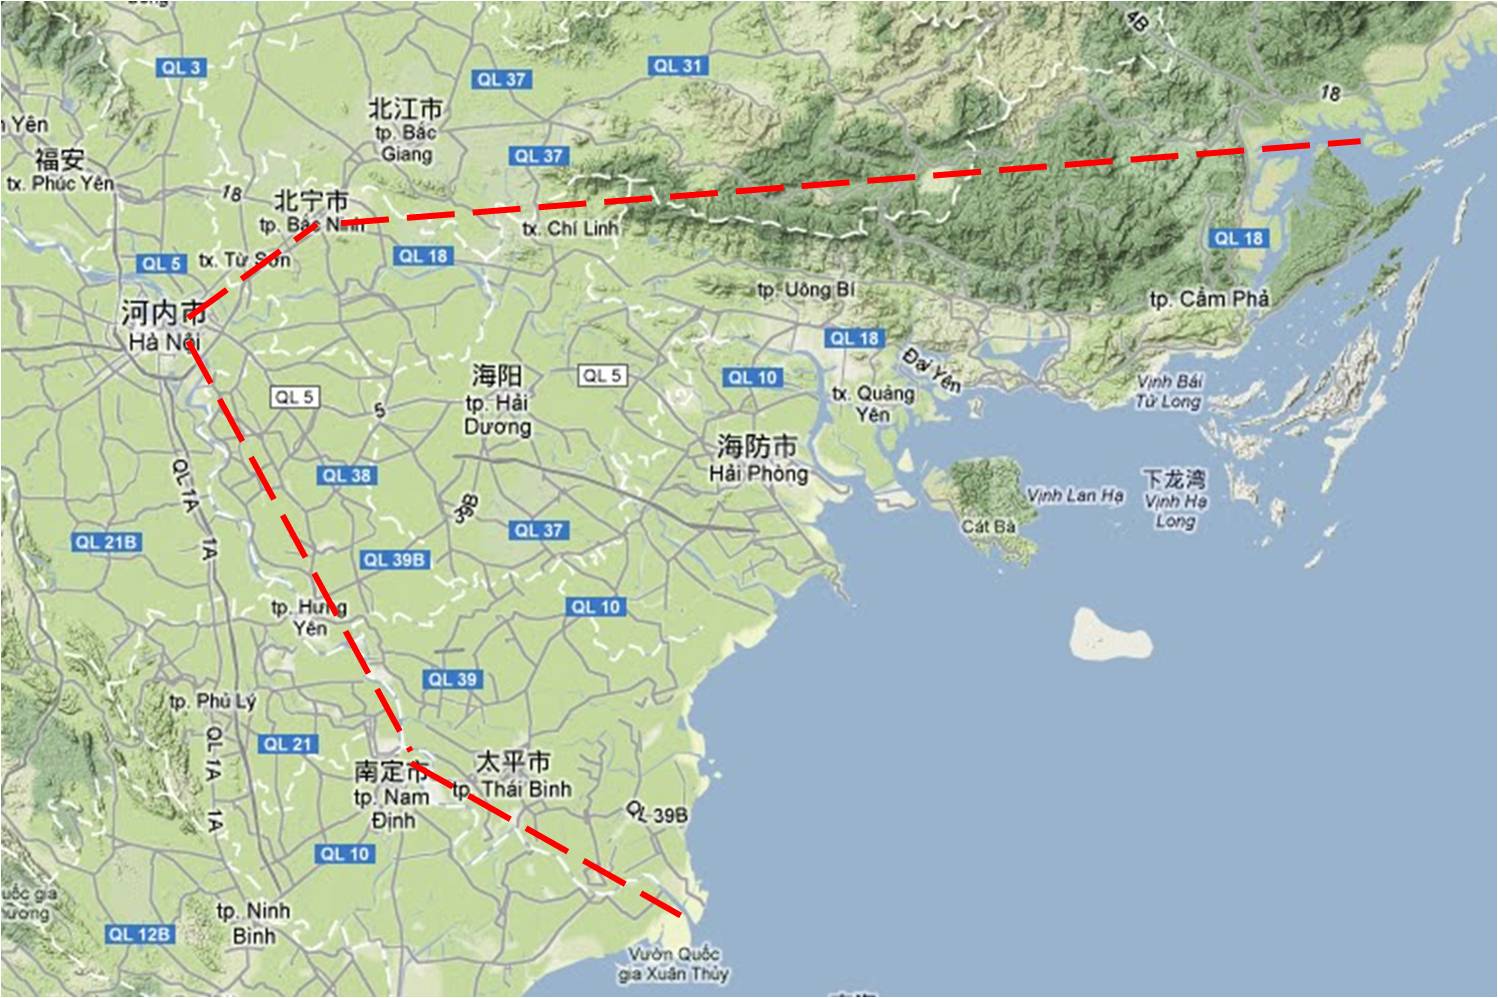 4B
QL 3
QL 37
QL 31
18
北江市
tp. Bắc
Giang
Yên
福安
tx. Phúc Yên
QL 37
18
北宁市
tp. Bắc Ninh
tx. Chí Linh
QL 18
QL 5
tx. Từ Sơn
QL 18
tp. Uông Bí
tp. Cẩm Phả
河内市
Hà Nội
QL 18
Đại Yên
海阳
tp. Hải
Dương
QL 5
QL 10
tx. Quảng
Yên
Vịnh Bái
Tử Long
QL 5
5
海防市
Hải Phòng
QL 38
QL 1A
下龙湾
Vịnh Hạ
Long
Vịnh Lan Hạ
Cát Bà
39B
QL 37
QL 21B
1A
QL 39B
tp. Hưng
Yên
QL 10
QL 39
tp. Phủ Lý
QL 21
QL 1A
南定市
tp. Nam
Định
太平市
tp. Thái Bình
1A
QL 39B
QL 10
uốc gia
tp. Ninh
Bình
QL 12B
Vườn Quốc
gia Xuân Thủy